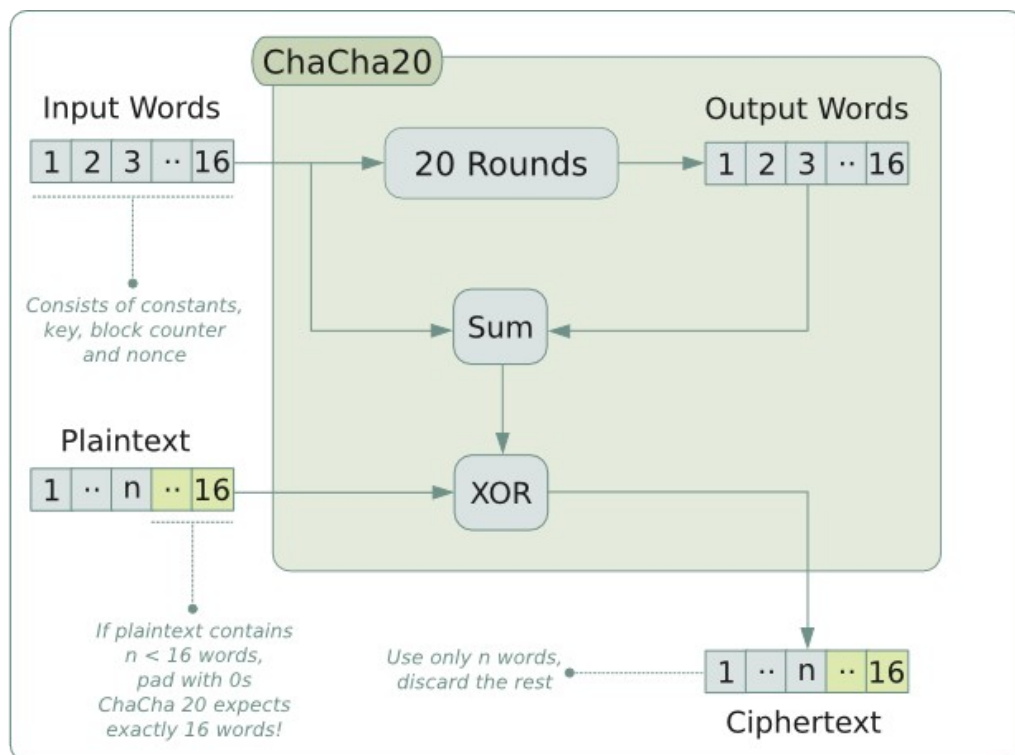 ChaCha20
Input Words
1 2 3 ·· 16
20 Rounds
Output Words
1 2 3 ·· 16
Consists of constants,
key, block counter
and nonce
Sum
Plaintext
1 ·· n ·· 16
XOR
If plaintext contains
n < 16 words,
pad with 0s
ChaCha 20 expects
exactly 16 words!
Use only n words,
discard the rest
1 ·· n ·· 16
Ciphertext